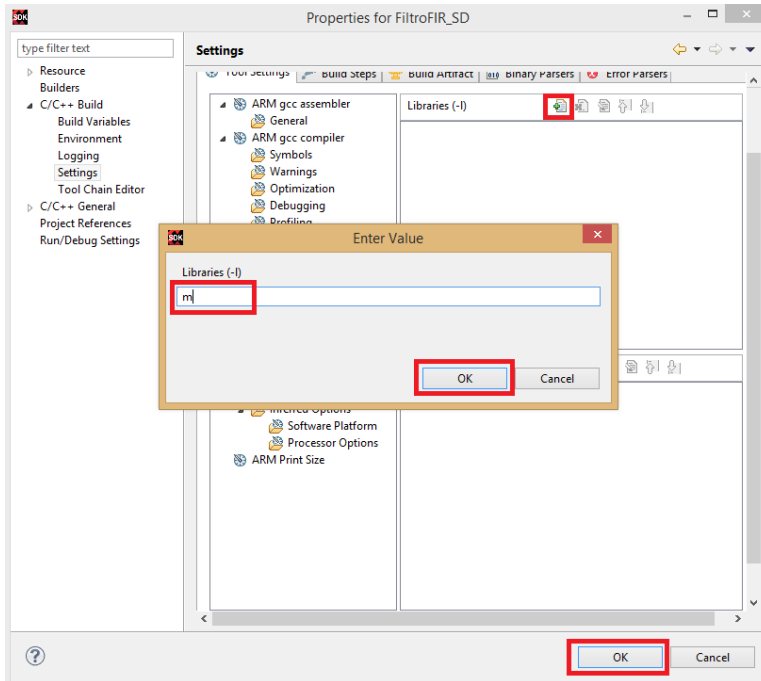 SDK
Properties for FiltroFIR_SD
type filter text
Resource
Builders
C/C++ Build
Build Variables
Environment
Logging
Settings
Tool Chain Editor
C/C++ General
Project References
Run/Debug Settings
Settings
Tool Settings
Build Steps
Build Artifact
Binary Parsers
Error Parsers
ARM gcc assembler
General
ARM gcc compiler
Symbols
Warnings
Optimization
Debugging
Profiling
Libraries (-l)
SDK
Enter Value
Libraries (-l)
m
OK
Cancel
Inferred Options
Software Platform
Processor Options
ARM Print Size
OK
Cancel